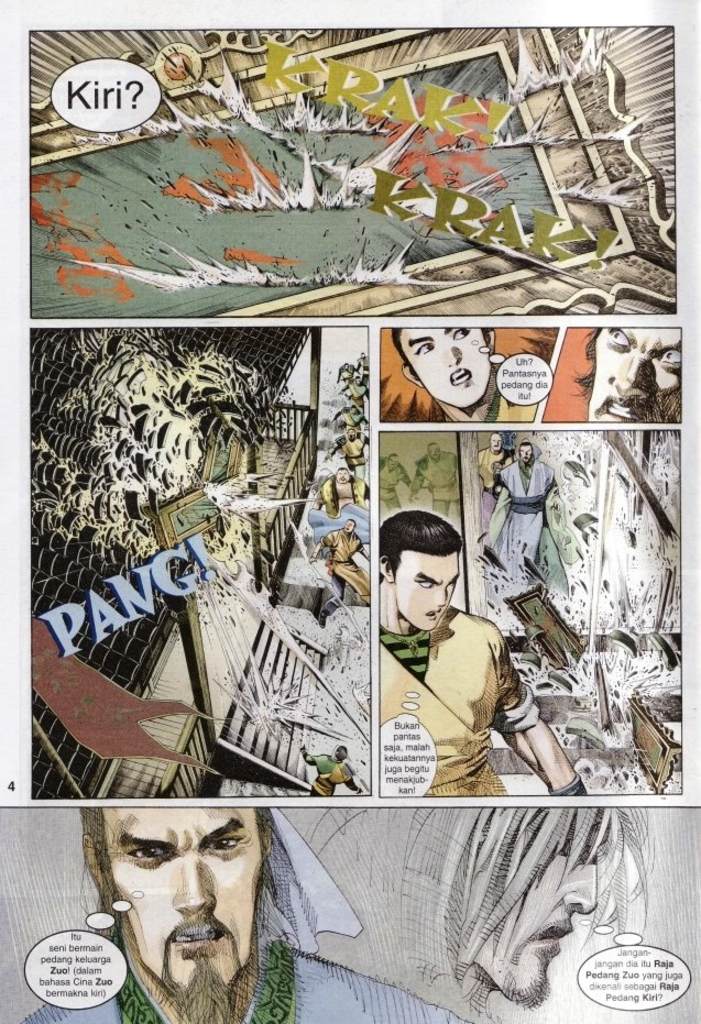 Kiri?
KRAK!
KRAK!
PANG!
Uh?
Pantasnya
pedang dia
itu!
Bukan
pantas
saja, malah
kekuatannya
juga begitu
menakjub-
kan!
4
Itu
seni bermain
pedang keluarga
Zuo! (dalam
bahasa Cina Zuo
bermakna kiri)
Jangan-
jangan dia itu Raja
Pedang Zuo yang juga
dikenali sebagai Raja
Pedang Kiri?